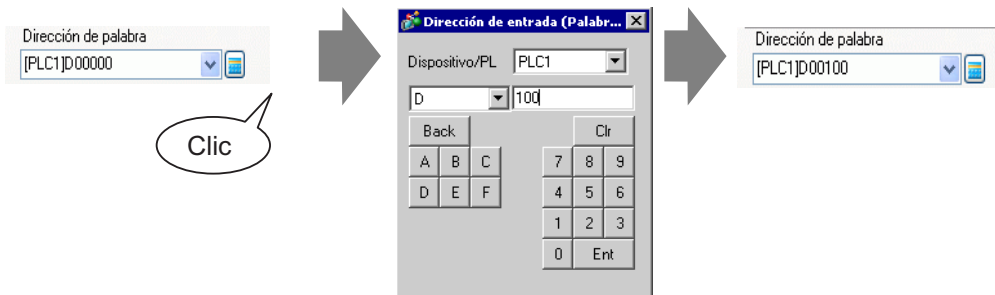 Dirección de palabra
[PLC1]D00000
Clic
Dirección de entrada (Palabr...
Dispositivo/PL PLC1
D 100
Back Clr
A B C 7 8 9
D E F 4 5 6
1 2 3
0 Ent
Dirección de palabra
[PLC1]D00100